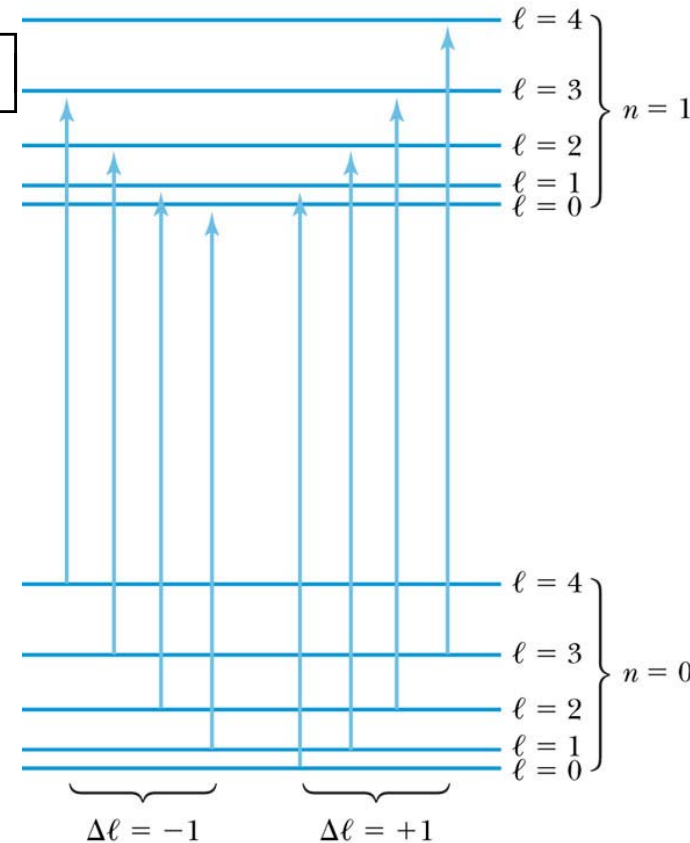 ℓ = 4
ℓ = 3
n = 1
ℓ = 2
ℓ = 1
ℓ = 0
ℓ = 4
ℓ = 3
n = 0
ℓ = 2
ℓ = 1
ℓ = 0
Δℓ = −1 Δℓ = +1